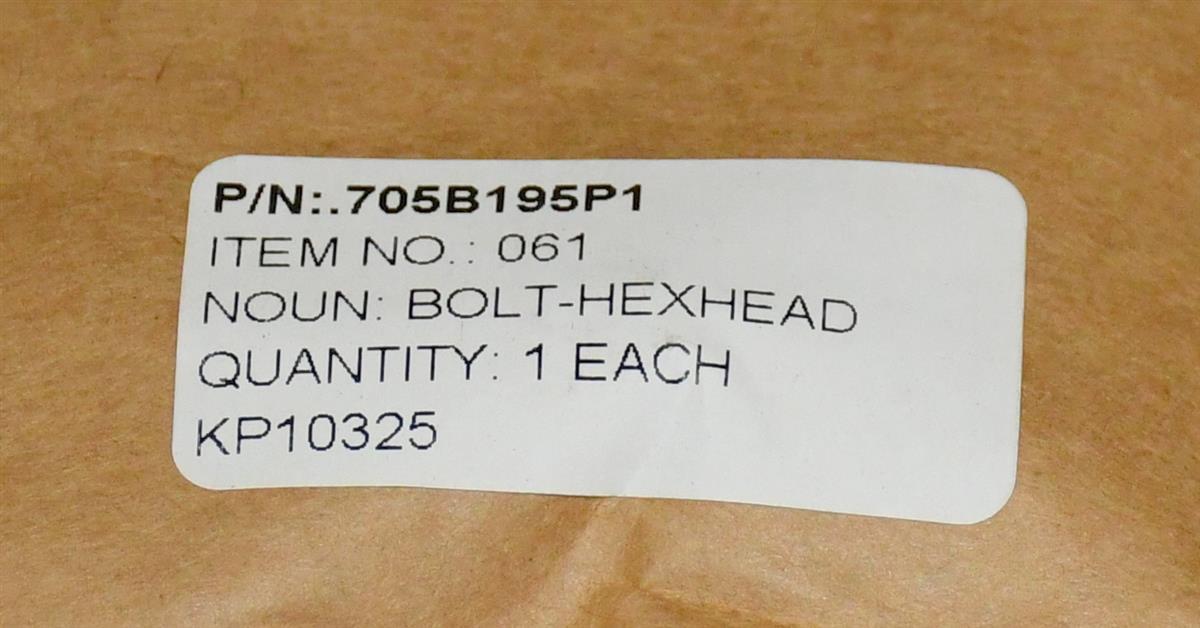 P/N:.705B195P1
ITEM NO.: 061
NOUN: BOLT-HEXHEAD
QUANTITY: 1 EACH
KP10325